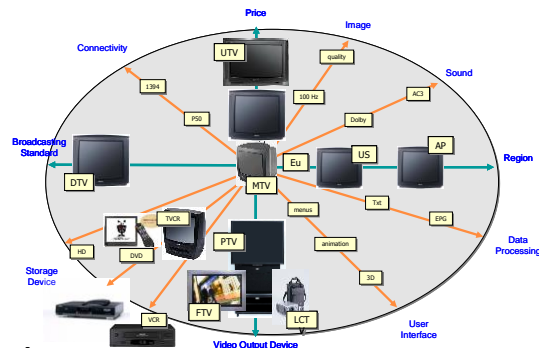 Price
Image
Connectivity
UTV
quality
Sound
1394
100 Hz
AC3
PS0
Dolby
Broadcasting
Standard
Eu
US
AP
Region
DTV
MTV
Txt
menus
TVCR
EPG
PTV
animation
Data
Processing
HD
DVD
Storage
Device
3D
FTV
LCT
VCR
User
Interface
Video Output Device